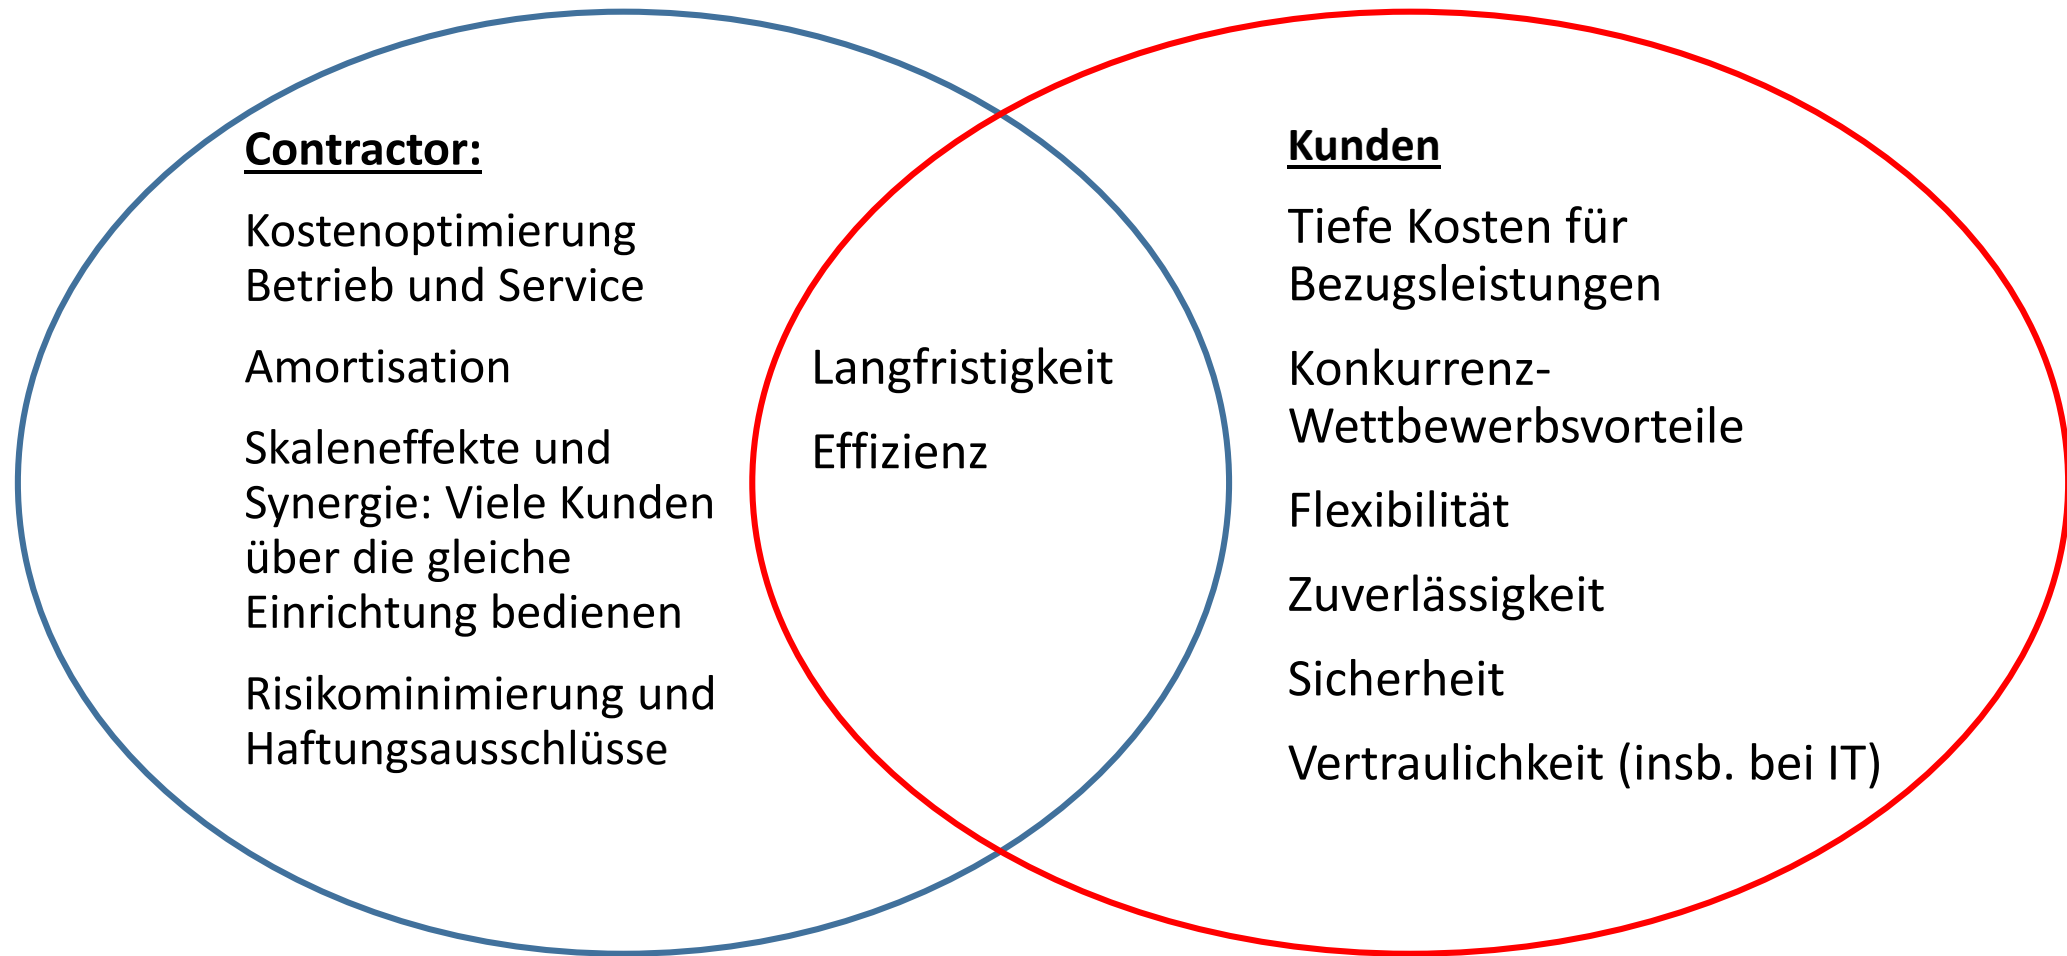 Contractor:
Kostenoptimierung
Betrieb und Service
Amortisation
Skaleneffekte und
Synergie: Viele Kunden
über die gleiche
Einrichtung bedienen
Risikominimierung und
Haftungsausschlüsse
Langfristigkeit
Effizienz
Kunden
Tiefe Kosten für
Bezugsleistungen
Konkurrenz-
Wettbewerbsvorteile
Flexibilität
Zuverlässigkeit
Sicherheit
Vertraulichkeit (insb. bei IT)